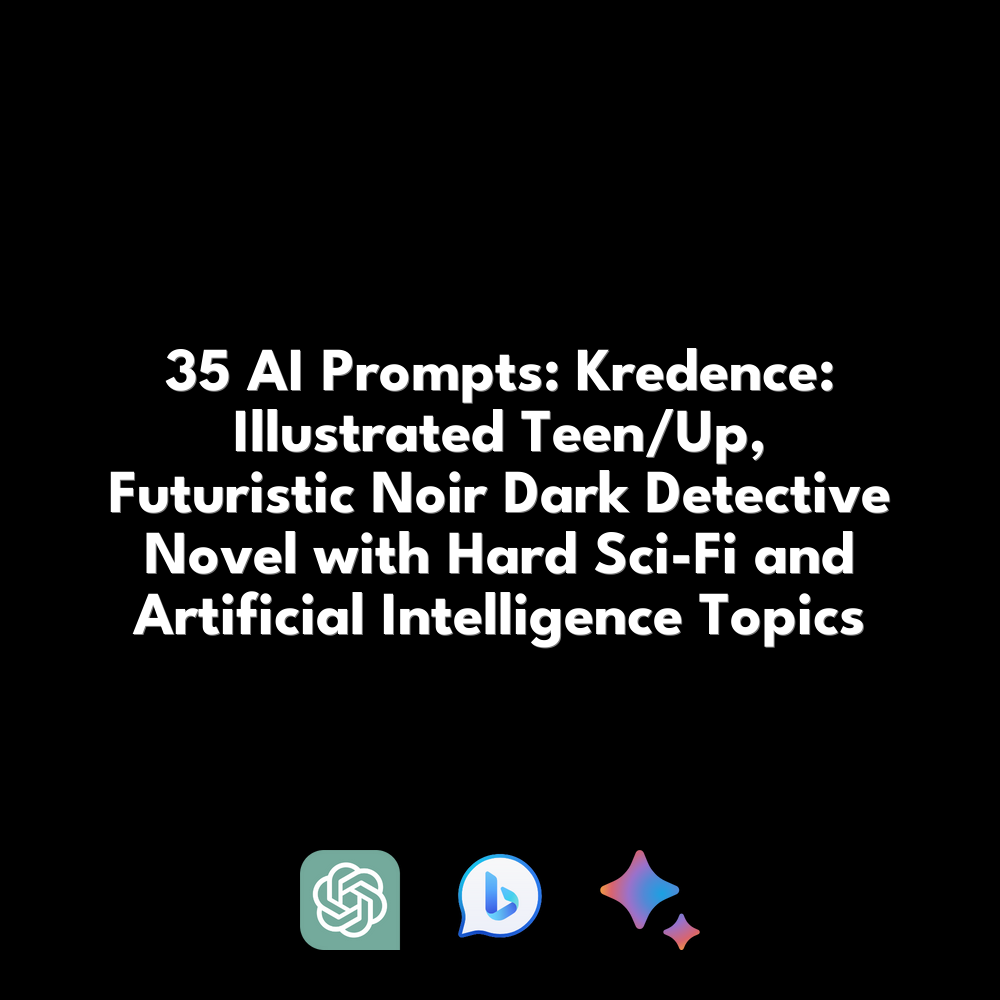 35 AI Prompts: Kredence:
Illustrated Teen/Up,
Futuristic Noir Dark Detective
Novel with Hard Sci-Fi and
Artificial Intelligence Topics